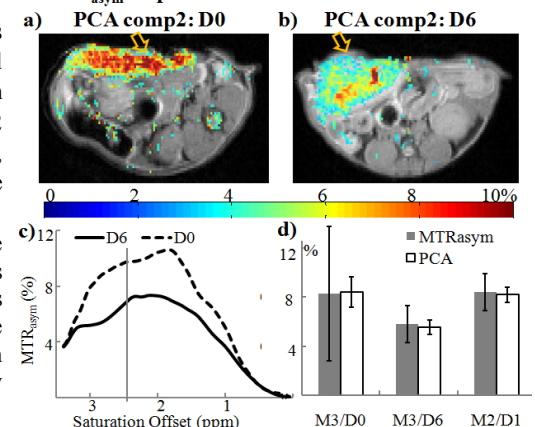 asym
a) PCA comp2: D0
b) PCA comp2: D6
0 2 4 6 8 10%
c)
D6 D0
12
8
4
MTRasym (%)
3 2 1
Saturation Offset (ppm)
d)
%
MTRasym
PCA
12
8
4
M3/D0 M3/D6 M2/D1